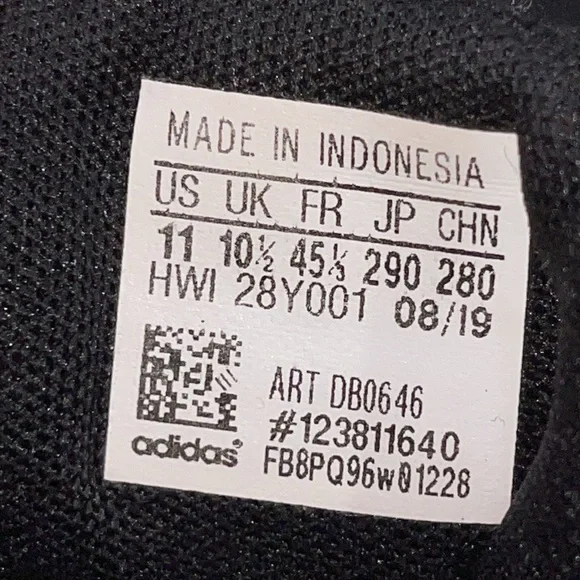 MADE IN INDONESIA
US UK FR JP CHN
11 10½ 45⅓ 290 280
HWI 28Y001 08/19
ART DB0646
#123811640
adidas FB8PQ96w01228